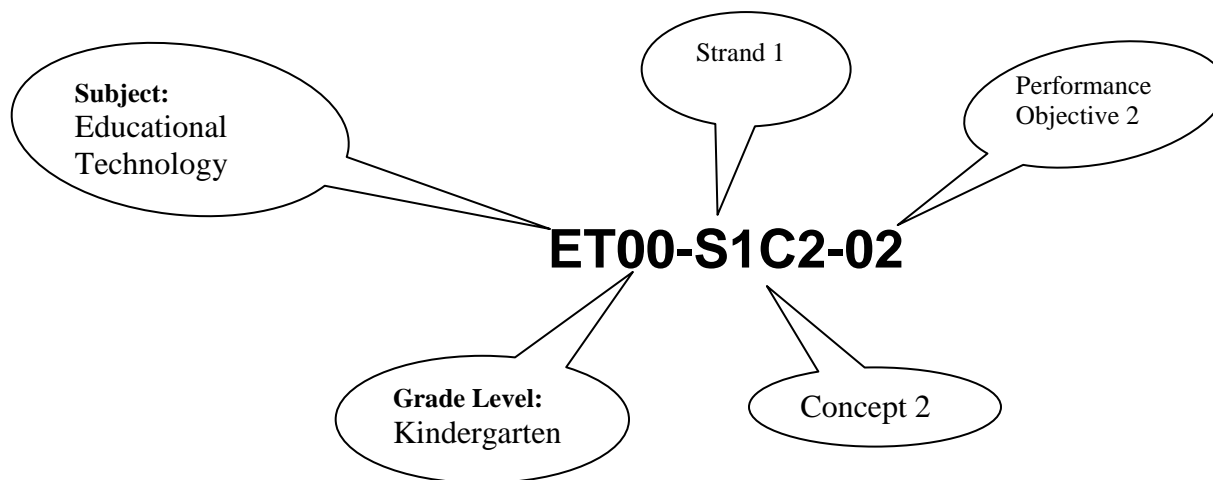 Strand 1
Subject:
Educational
Technology
Performance
Objective 2
ET00-S1C2-02
Grade Level:
Kindergarten
Concept 2